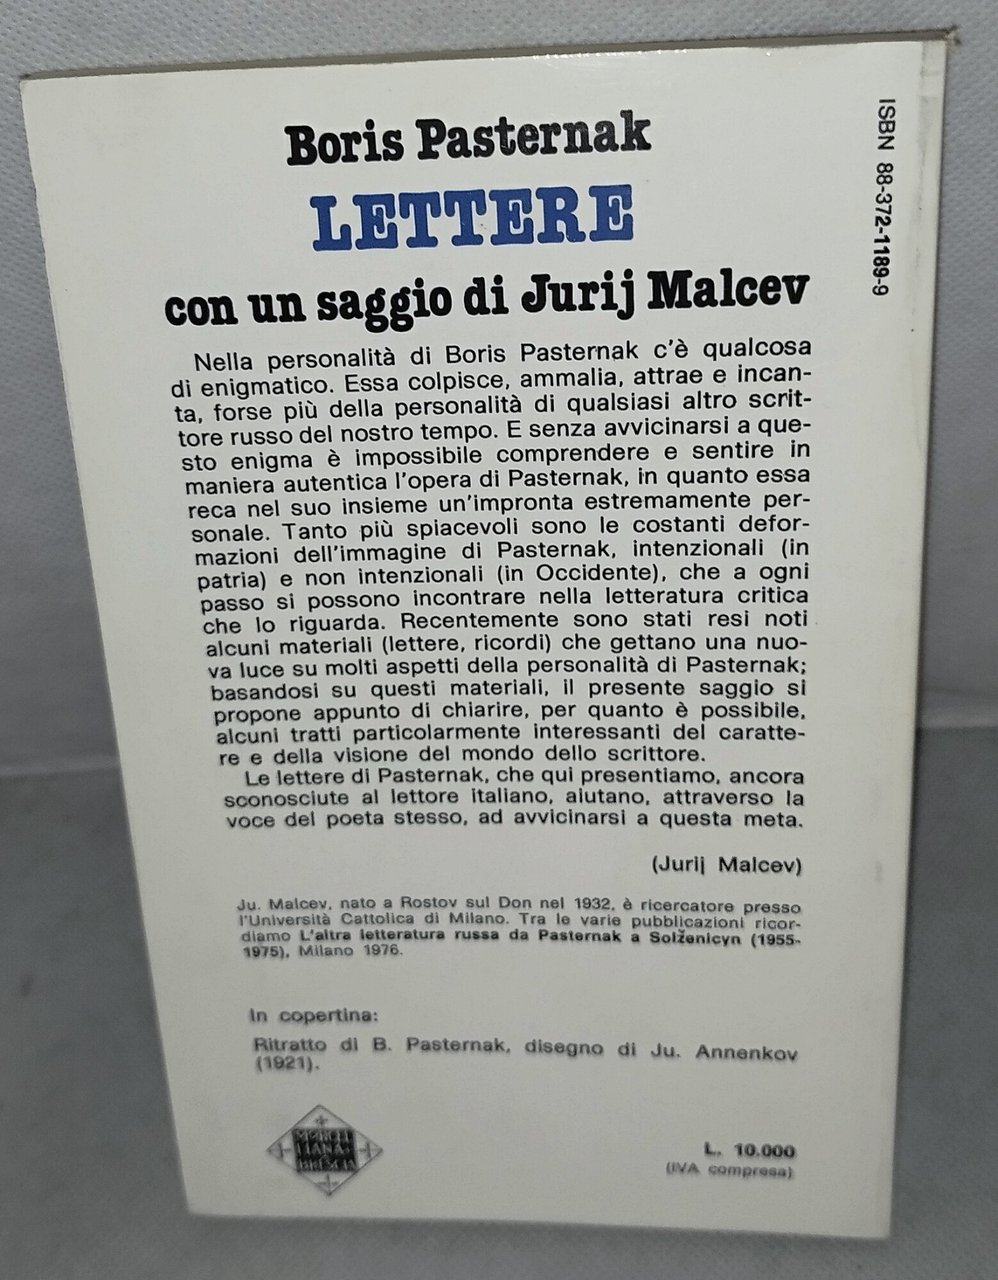 Boris Pasternak
LETTERE
con un saggio di Jurij Malcev
ISBN 88-372-1189-9
Nella personalità di Boris Pasternak c'è qualcosa
di enigmatico. Essa colpisce, ammalia, attrae e incan-
ta, forse più della personalità di qualsiasi altro scrit-
tore russo del nostro tempo. E senza avvicinarsi a que-
sto enigma è impossibile comprendere e sentire in
maniera autentica l'opera di Pasternak, in quanto essa
reca nel suo insieme un'impronta estremamente per-
sonale. Tanto più spiacevoli sono le costanti defor-
mazioni dell'immagine di Pasternak, intenzionali (in
patria) e non intenzionali (in Occidente), che a ogni
passo si possono incontrare nella letteratura critica
che lo riguarda. Recentemente sono stati resi noti
alcuni materiali (lettere, ricordi) che gettano una nuo-
va luce su molti aspetti della personalità di Pasternak;
basandosi su questi materiali, il presente saggio si
propone appunto di chiarire, per quanto è possibile,
alcuni tratti particolarmente interessanti del caratte-
re e della visione del mondo dello scrittore.
Le lettere di Pasternak, che qui presentiamo, ancora
sconosciute al lettore italiano, aiutano, attraverso la
voce del poeta stesso, ad avvicinarsi a questa meta.
(Jurij Malcev)
Ju. Malcev, nato a Rostov sul Don nel 1932, è ricercatore presso
l'Università Cattolica di Milano. Tra le varie pubblicazioni ricor-
diamo L'altra letteratura russa da Pasternak a Solženicyn (1955-
1975), Milano 1976.
In copertina:
Ritratto di B. Pasternak, disegno di Ju. Annenkov
(1921).
MORCEL
LIANA
BRESCIA
L. 10.000
(IVA compresa)